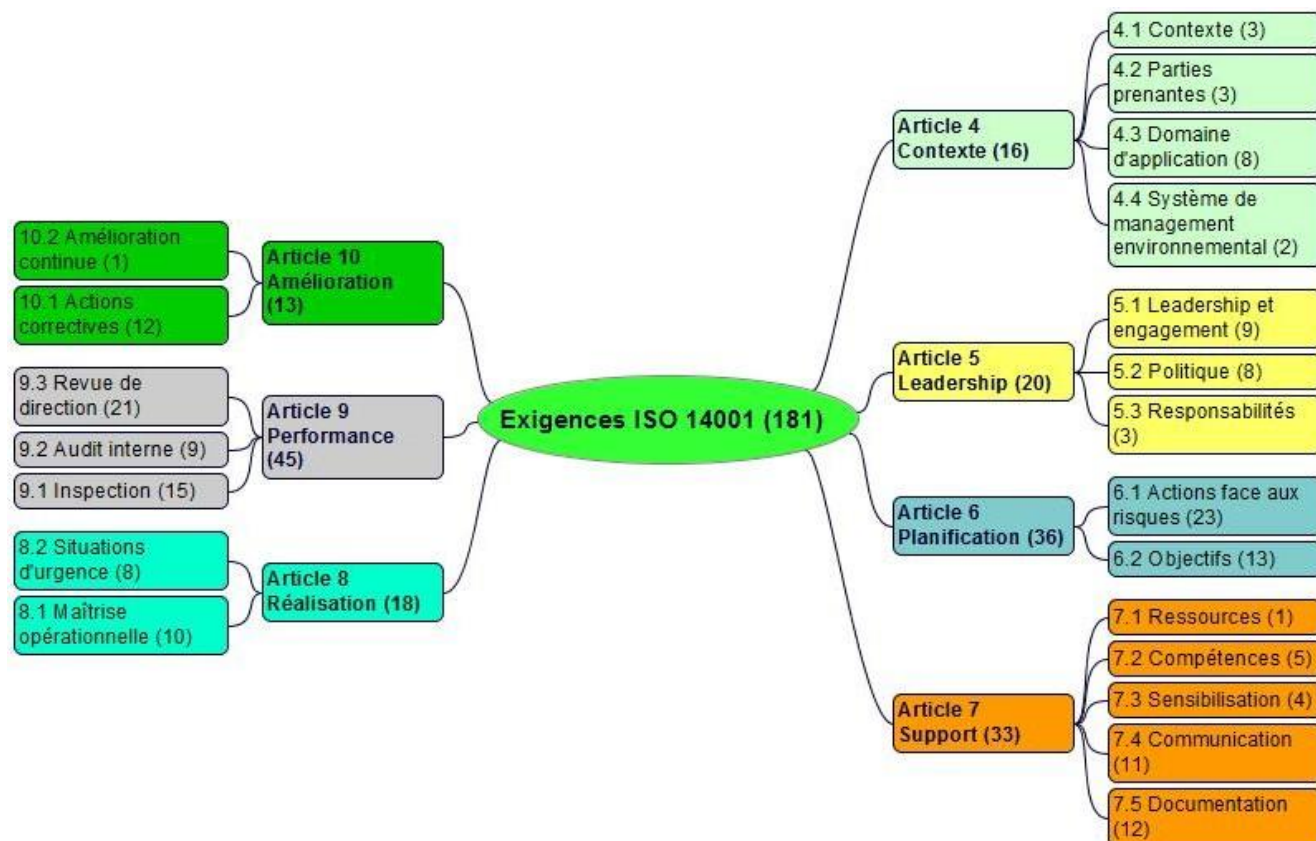 Exigences ISO 14001 (181)
Article 4
Contexte (16)
4.1 Contexte (3)
4.2 Parties
prenantes (3)
4.3 Domaine
d'application (8)
4.4 Système de
management
environnemental (2)
Article 5
Leadership (20)
5.1 Leadership et
engagement (9)
5.2 Politique (8)
5.3 Responsabilités
(3)
Article 6
Planification (36)
6.1 Actions face aux
risques (23)
6.2 Objectifs (13)
Article 7
Support (33)
7.1 Ressources (1)
7.2 Compétences (5)
7.3 Sensibilisation (4)
7.4 Communication
(11)
7.5 Documentation
(12)
Article 8
Réalisation (18)
8.2 Situations
d'urgence (8)
8.1 Maîtrise
opérationnelle (10)
Article 9
Performance
(45)
9.3 Revue de
direction (21)
9.2 Audit interne (9)
9.1 Inspection (15)
Article 10
Amélioration
(13)
10.2 Amélioration
continue (1)
10.1 Actions
correctives (12)